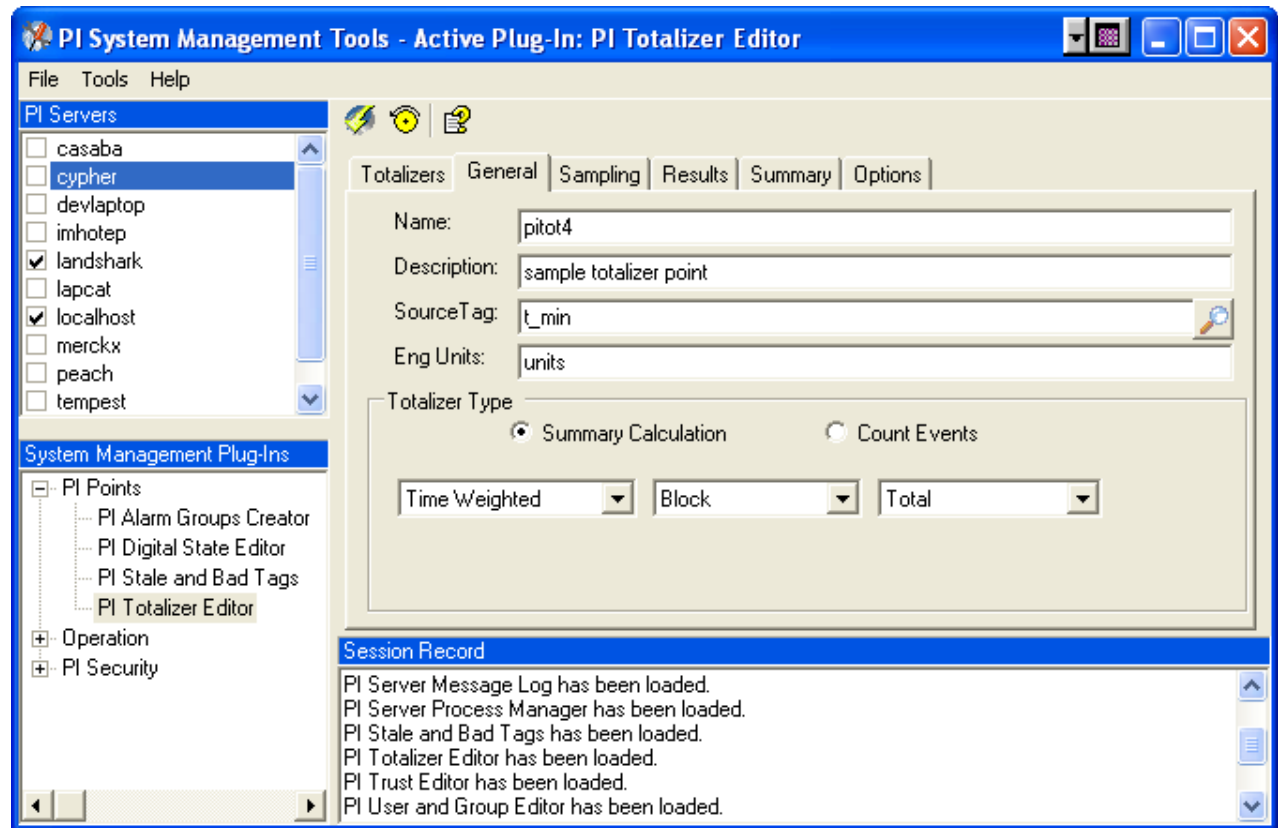 PI System Management Tools - Active Plug-In: PI Totalizer Editor
File Tools Help
PI Servers
casaba
cypher
devlaptop
imhotep
landshark
lapcat
localhost
merckx
peach
tempest
System Management Plug-Ins
PI Points
PI Alarm Groups Creator
PI Digital State Editor
PI Stale and Bad Tags
PI Totalizer Editor
Operation
PI Security
Totalizers General Sampling Results Summary Options
Name: pitot4
Description: sample totalizer point
SourceTag: t_min
Eng Units: units
Totalizer Type
Summary Calculation Count Events
Time Weighted Block Total
Session Record
PI Server Message Log has been loaded.
PI Server Process Manager has been loaded.
PI Stale and Bad Tags has been loaded.
PI Totalizer Editor has been loaded.
PI Trust Editor has been loaded.
PI User and Group Editor has been loaded.